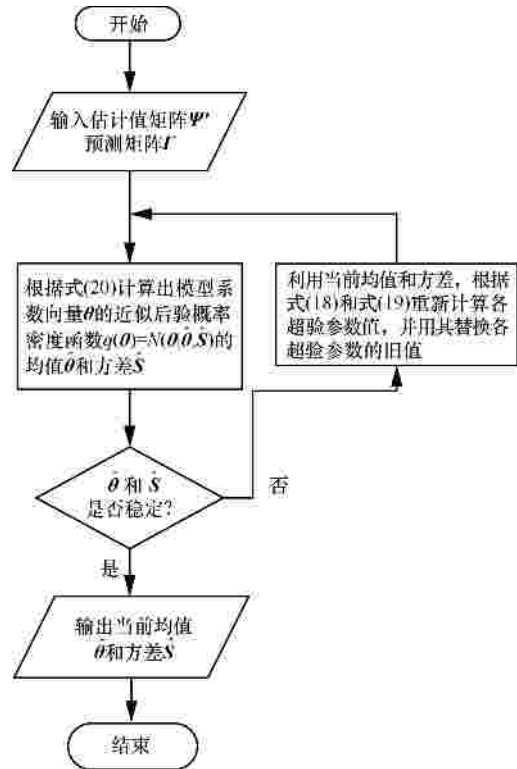 开始
输入估计值矩阵Ψ'
预测矩阵Γ
根据式(20)计算出模型系
数向量θ的近似后验概率
密度函数q(θ)=N(θ,θ̂,Ŝ)的
均值θ̂和方差Ŝ
利用当前均值和方差，根据
式(18)和式(19)重新计算各
超验参数值，并用其替换各
超验参数的旧值
θ̂ 和 Ŝ
是否稳定?
否
是
输出当前均值
θ̂和方差Ŝ
结束